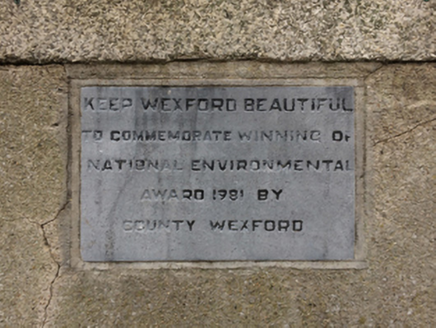 KEEP WEXFORD BEAUTIFUL
TO COMMEMORATE WINNING OF
NATIONAL ENVIRONMENTAL
AWARD 1981 BY
COUNTY WEXFORD